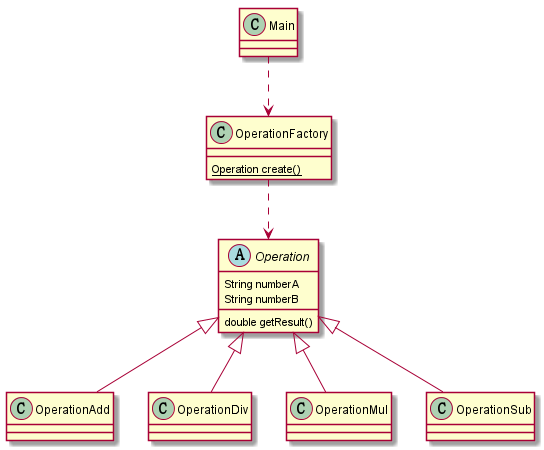 C Main
C OperationFactory
Operation create()
A Operation
String numberA
String numberB
double getResult()
C OperationAdd
C OperationDiv
C OperationMul
C OperationSub